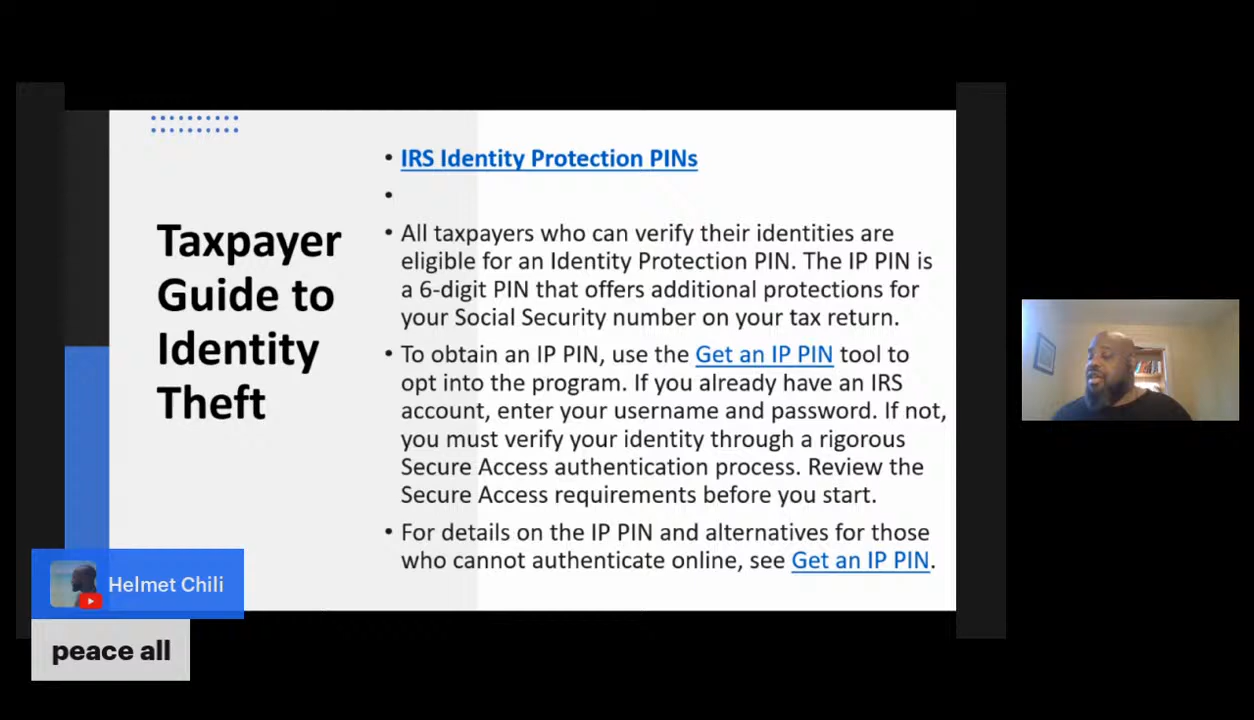 Taxpayer
Guide to
Identity
Theft
• IRS Identity Protection PINs
•
• All taxpayers who can verify their identities are
eligible for an Identity Protection PIN. The IP PIN is
a 6-digit PIN that offers additional protections for
your Social Security number on your tax return.
• To obtain an IP PIN, use the Get an IP PIN tool to
opt into the program. If you already have an IRS
account, enter your username and password. If not,
you must verify your identity through a rigorous
Secure Access authentication process. Review the
Secure Access requirements before you start.
• For details on the IP PIN and alternatives for those
who cannot authenticate online, see Get an IP PIN.
Helmet Chili
peace all